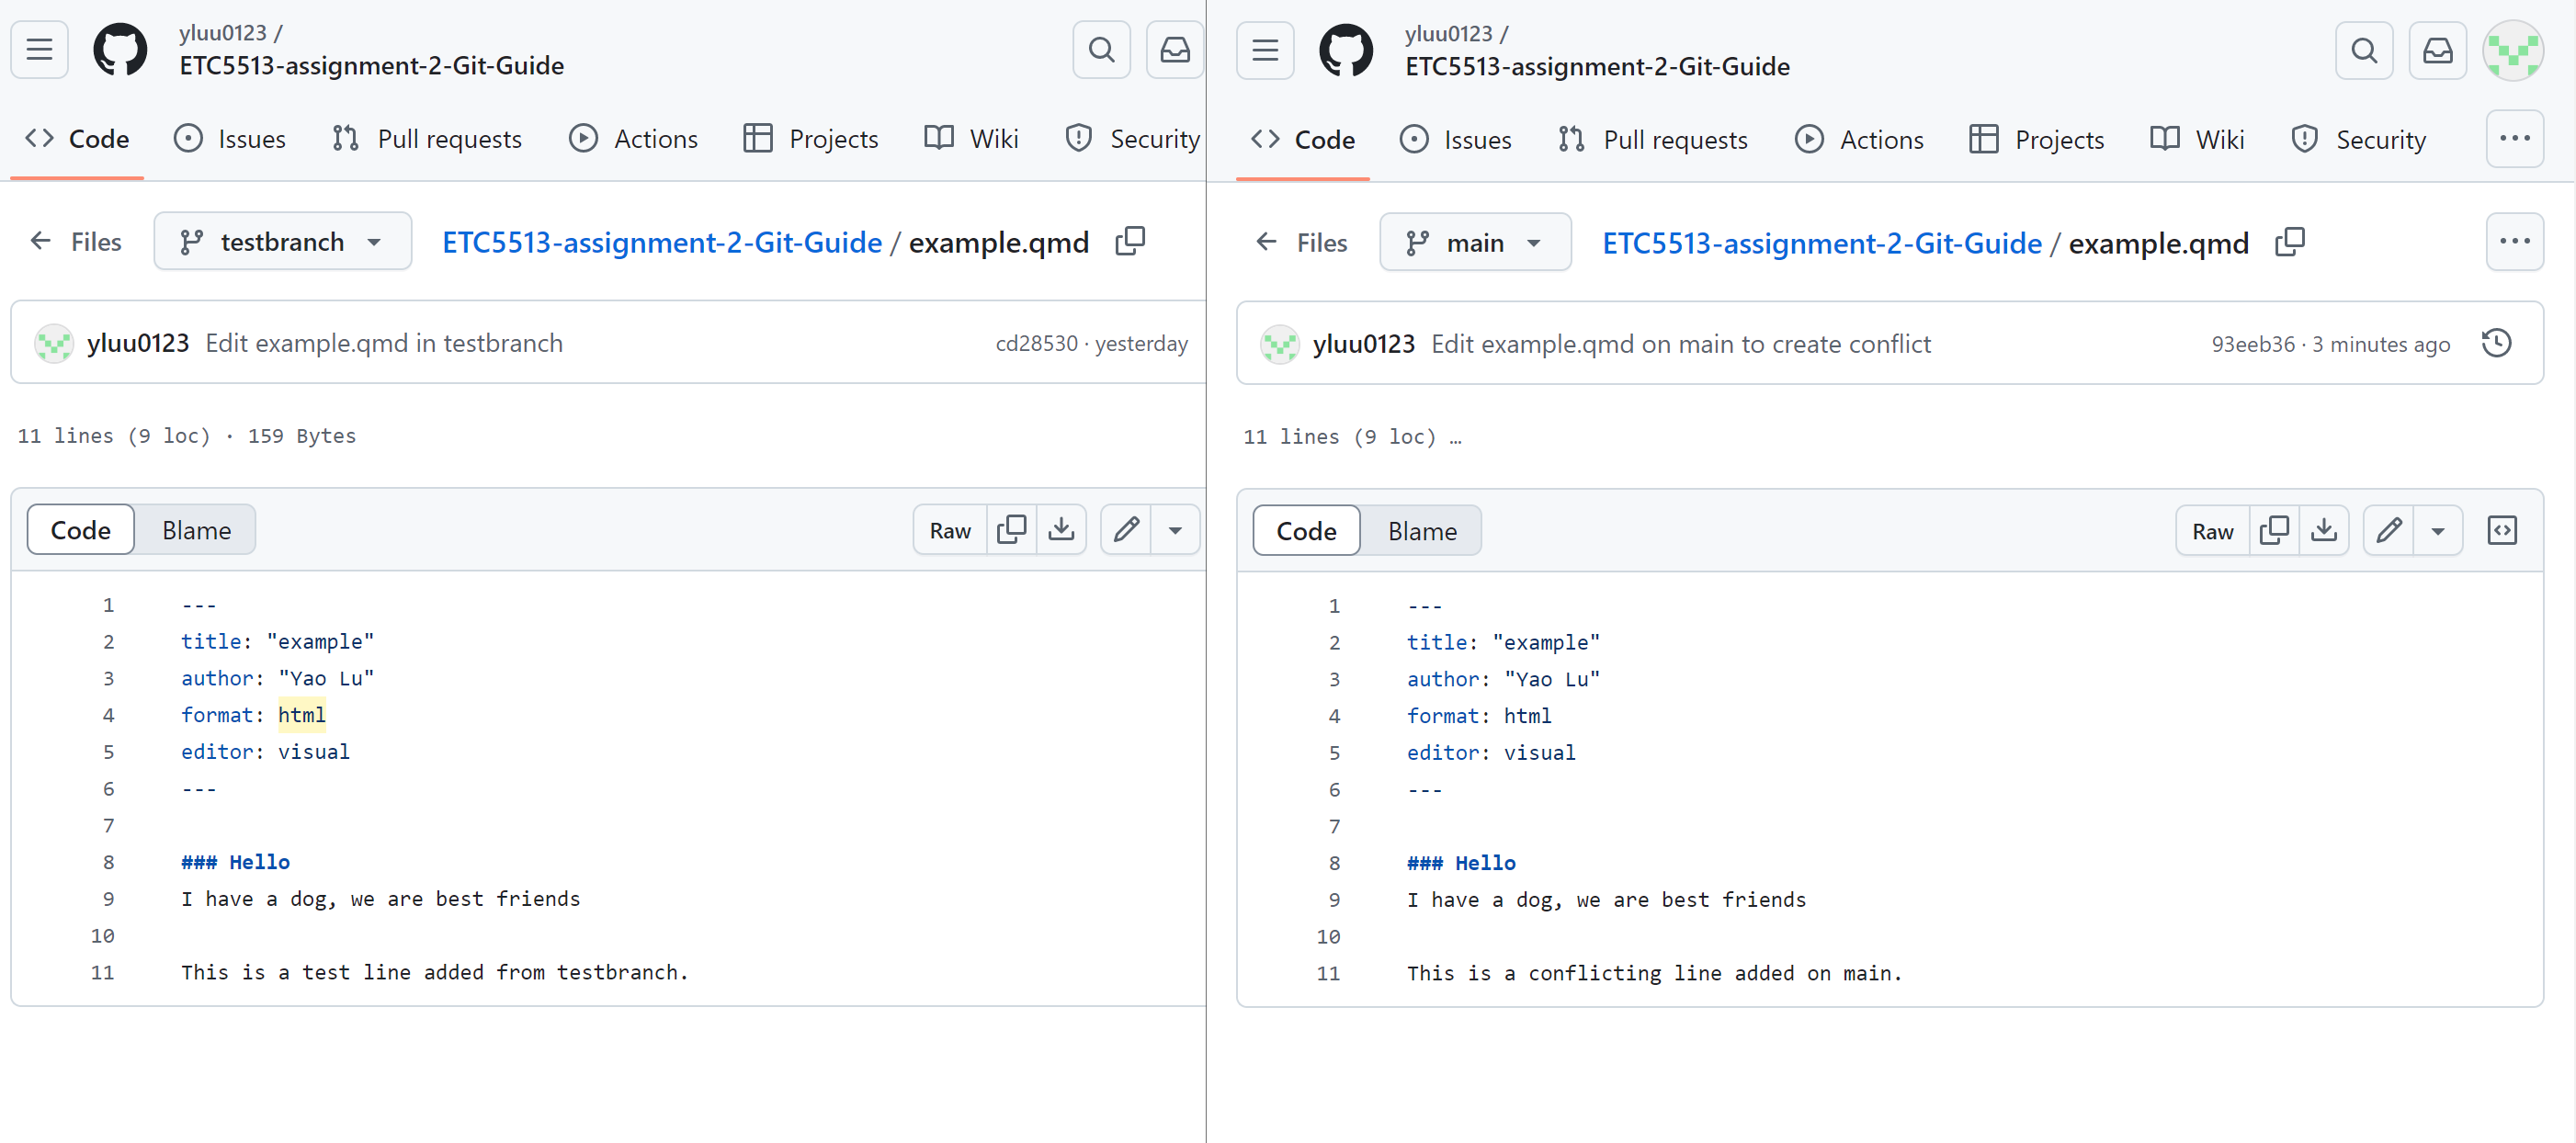 yluu0123 /
ETC5513-assignment-2-Git-Guide
Code Issues Pull requests Actions Projects Wiki Security
Files testbranch ETC5513-assignment-2-Git-Guide / example.qmd
yluu0123 Edit example.qmd in testbranch cd28530 · yesterday
11 lines (9 loc) · 159 Bytes
Code Blame Raw
1 ---
2 title: "example"
3 author: "Yao Lu"
4 format: html
5 editor: visual
6 ---
7
8 ### Hello
9 I have a dog, we are best friends
10
11 This is a test line added from testbranch.
yluu0123 /
ETC5513-assignment-2-Git-Guide
Code Issues Pull requests Actions Projects Wiki Security ...
Files main ETC5513-assignment-2-Git-Guide / example.qmd ...
yluu0123 Edit example.qmd on main to create conflict 93eeb36 · 3 minutes ago
11 lines (9 loc) …
Code Blame Raw
1 ---
2 title: "example"
3 author: "Yao Lu"
4 format: html
5 editor: visual
6 ---
7
8 ### Hello
9 I have a dog, we are best friends
10
11 This is a conflicting line added on main.